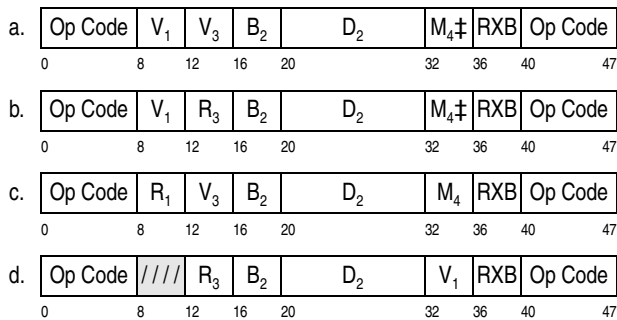 a. Op Code V1 V3 B2 D2 M4‡ RXB Op Code
0 8 12 16 20 32 36 40 47
b. Op Code V1 R3 B2 D2 M4‡ RXB Op Code
0 8 12 16 20 32 36 40 47
c. Op Code R1 V3 B2 D2 M4 RXB Op Code
0 8 12 16 20 32 36 40 47
d. Op Code //// R3 B2 D2 V1 RXB Op Code
0 8 12 16 20 32 36 40 47